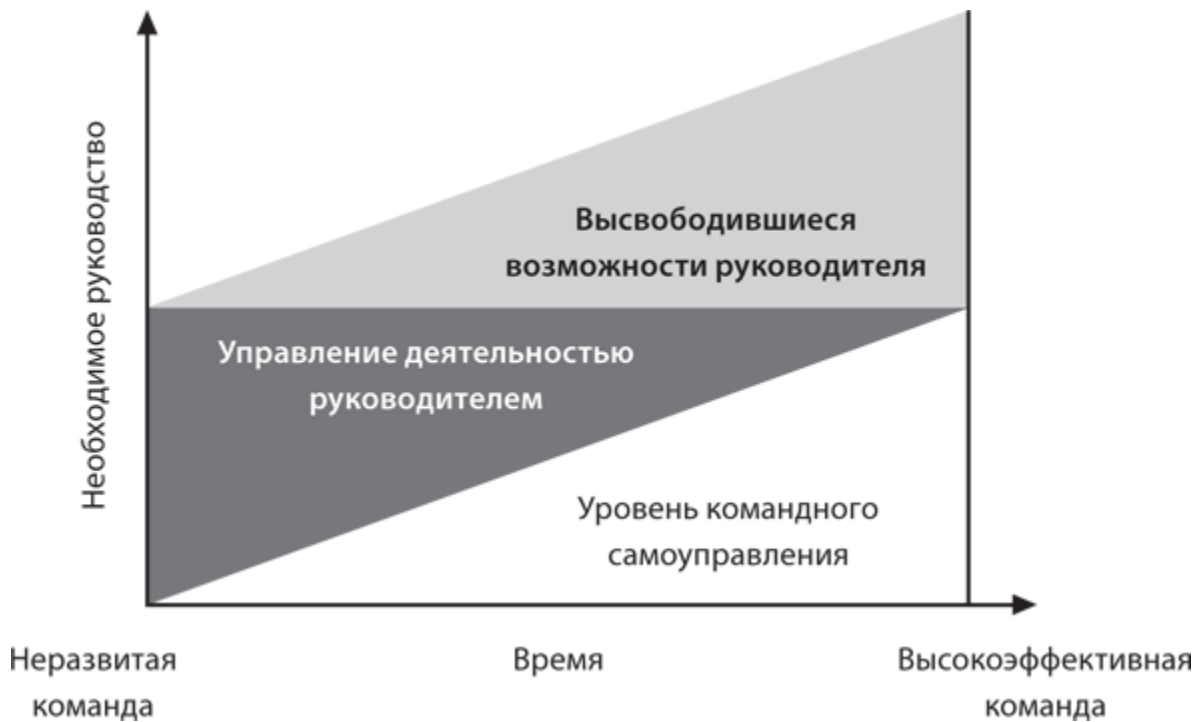 Необходимое руководство
Высвободившиеся
возможности руководителя
Управление деятельностью
руководителем
Уровень командного
самоуправления
Неразвитая
команда
Время
Высокоэффективная
команда